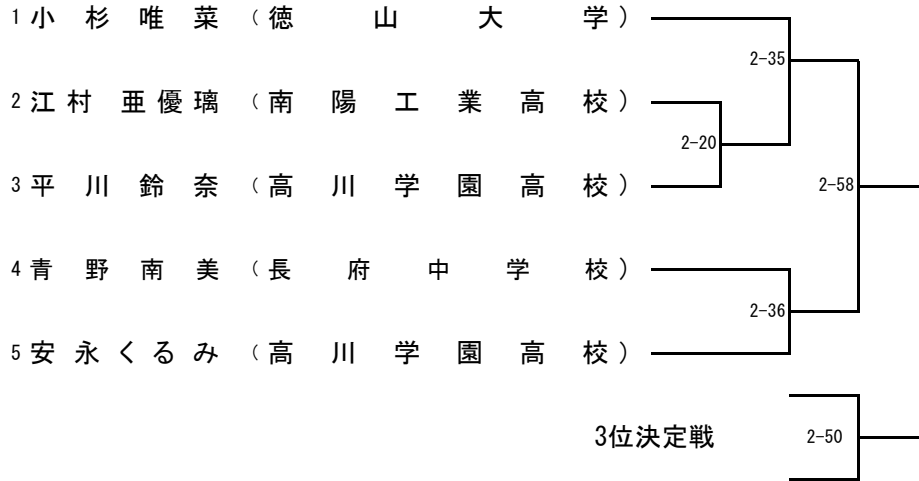 1 小杉唯菜 (徳山大学)
2-35
2 江村亜優璃 (南陽工業高校)
2-20
3 平川鈴奈 (高川学園高校)
2-58
4 青野南美 (長府中学校)
2-36
5 安永くるみ (高川学園高校)
3位決定戦 2-50